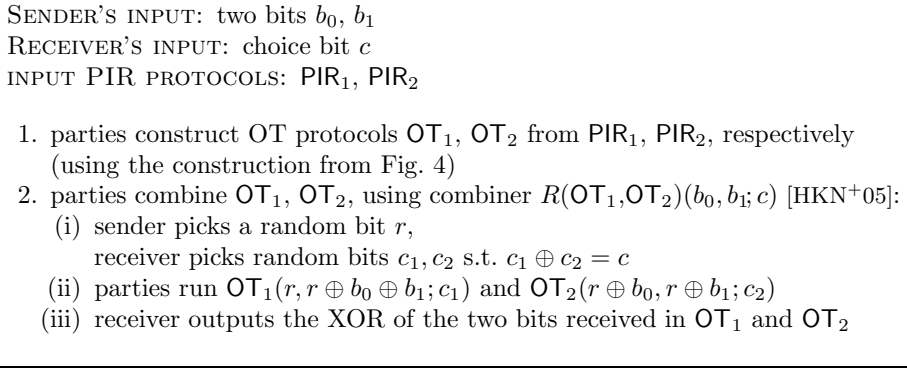 SENDER'S INPUT: two bits b₀, b₁
RECEIVER'S INPUT: choice bit c
INPUT PIR PROTOCOLS: PIR₁, PIR₂
1. parties construct OT protocols OT₁, OT₂ from PIR₁, PIR₂, respectively
(using the construction from Fig. 4)
2. parties combine OT₁, OT₂, using combiner R(OT₁,OT₂)(b₀, b₁; c) [HKN⁺05]:
(i) sender picks a random bit r,
receiver picks random bits c₁, c₂ s.t. c₁ ⊕ c₂ = c
(ii) parties run OT₁(r, r ⊕ b₀ ⊕ b₁; c₁) and OT₂(r ⊕ b₀, r ⊕ b₁; c₂)
(iii) receiver outputs the XOR of the two bits received in OT₁ and OT₂